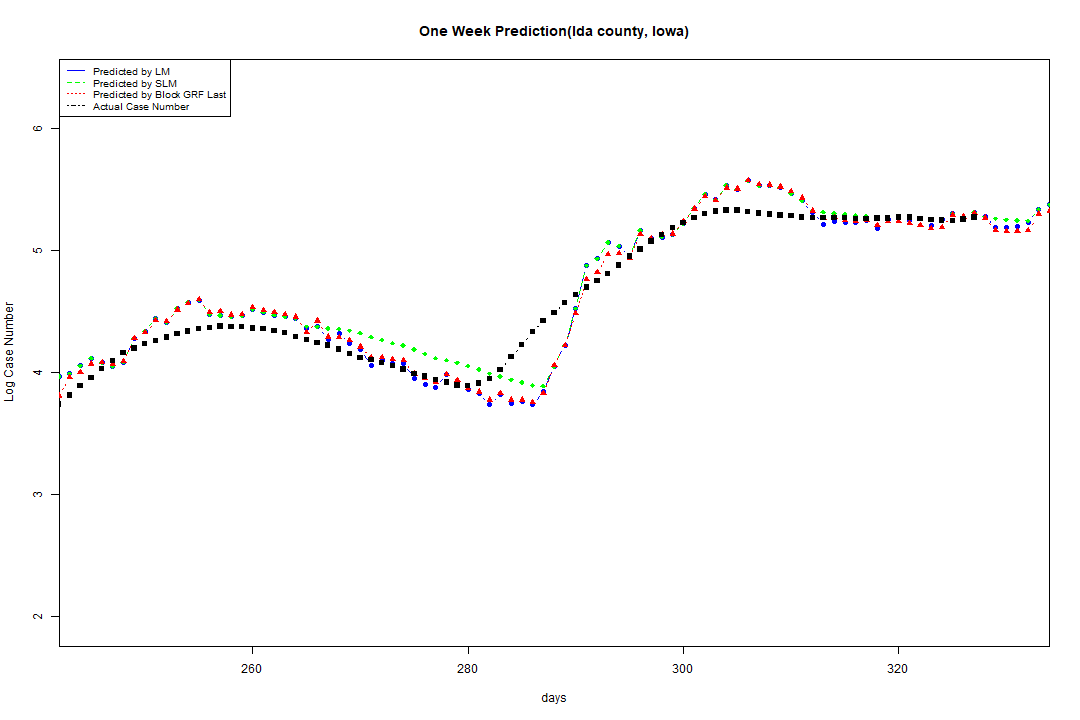 One Week Prediction(Ida county, Iowa)
Predicted by LM
Predicted by SLM
Predicted by Block GRF Last
Actual Case Number
6
5
4
3
2
Log Case Number
260
280
300
320
days